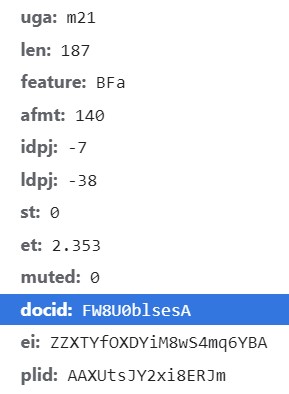 uga: m21
len: 187
feature: BFa
afmt: 140
idpj: -7
ldpj: -38
st: 0
et: 2.353
muted: 0
docid: FW8U0blsesA
ei: ZZXTYfOXDYiM8wS4mq6YBA
plid: AAXUtsJY2xi8ERJm